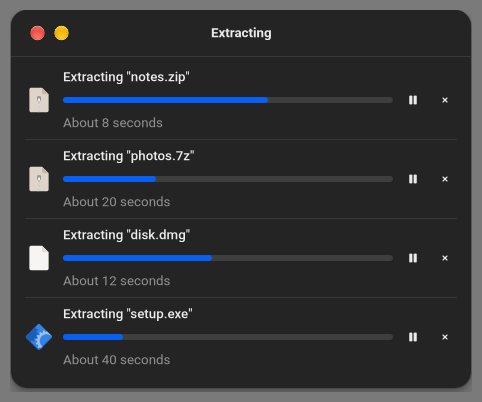 Extracting
Extracting "notes.zip"
About 8 seconds
Extracting "photos.7z"
About 20 seconds
Extracting "disk.dmg"
About 12 seconds
Extracting "setup.exe"
About 40 seconds